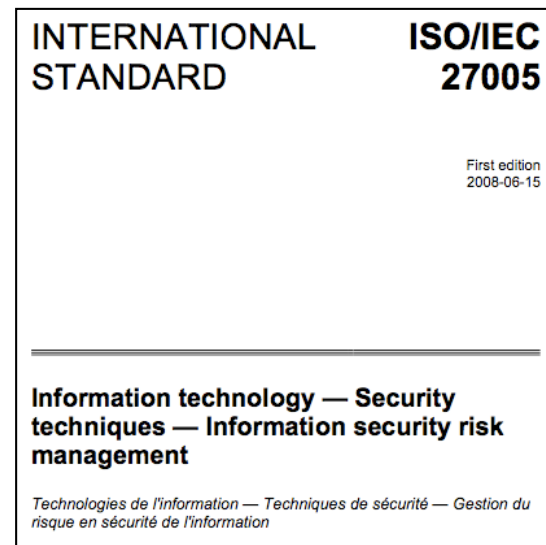 INTERNATIONAL STANDARD
ISO/IEC 27005
First edition
2008-06-15
Information technology — Security
techniques — Information security risk
management
Technologies de l'information — Techniques de sécurité — Gestion du
risque en sécurité de l'information